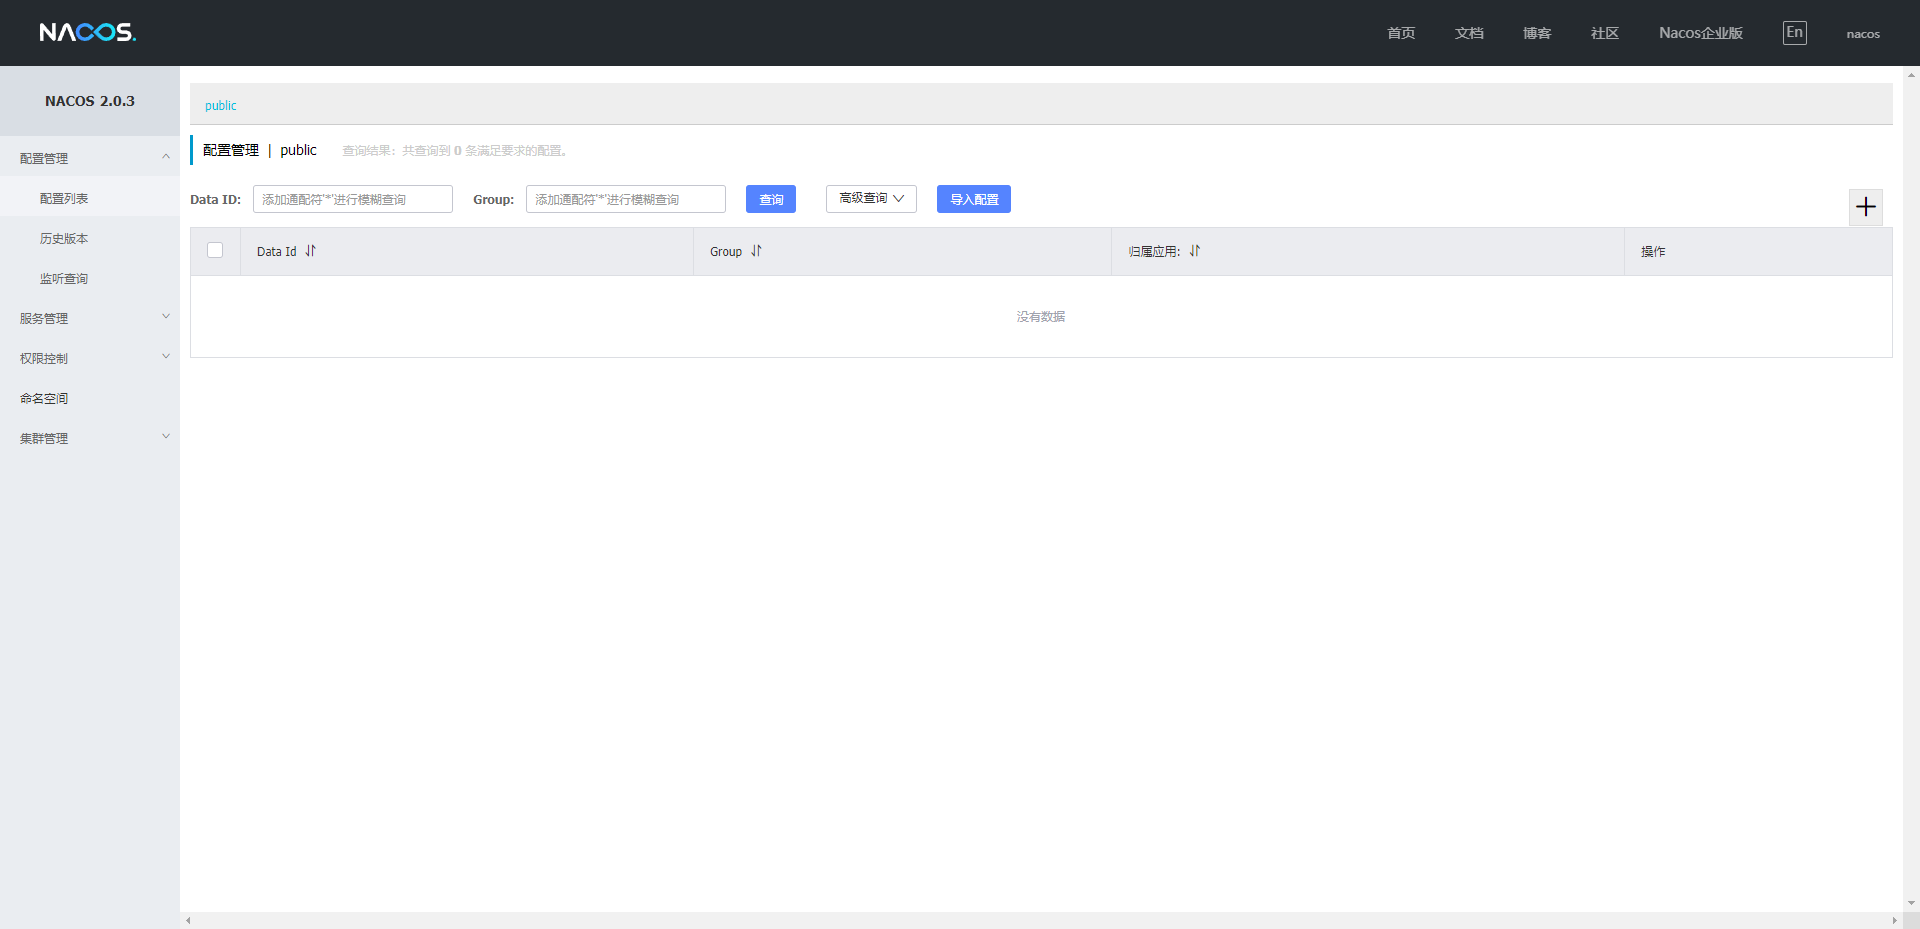 NACOS.
首页 文档 博客 社区 Nacos企业版 En nacos
NACOS 2.0.3
配置管理
配置列表
历史版本
监听查询
服务管理
权限控制
命名空间
集群管理
public
配置管理 | public 查询结果：共查询到 0 条满足要求的配置。
Data ID: 添加通配符'*'进行模糊查询 Group: 添加通配符'*'进行模糊查询 查询 高级查询 导入配置
Data Id Group 归属应用: 操作
没有数据